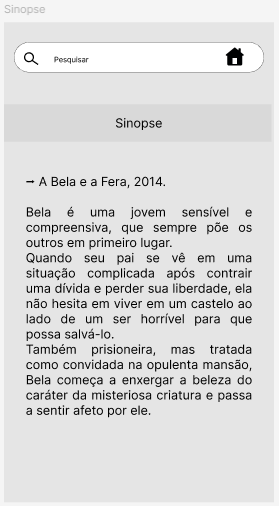 Sinopse
Pesquisar
Sinopse
→ A Bela e a Fera, 2014.
Bela é uma jovem sensível e
compreensiva, que sempre põe os
outros em primeiro lugar.
Quando seu pai se vê em uma
situação complicada após contrair
uma dívida e perder sua liberdade, ela
não hesita em viver em um castelo ao
lado de um ser horrível para que
possa salvá-lo.
Também prisioneira, mas tratada
como convidada na opulenta mansão,
Bela começa a enxergar a beleza do
caráter da misteriosa criatura e passa
a sentir afeto por ele.